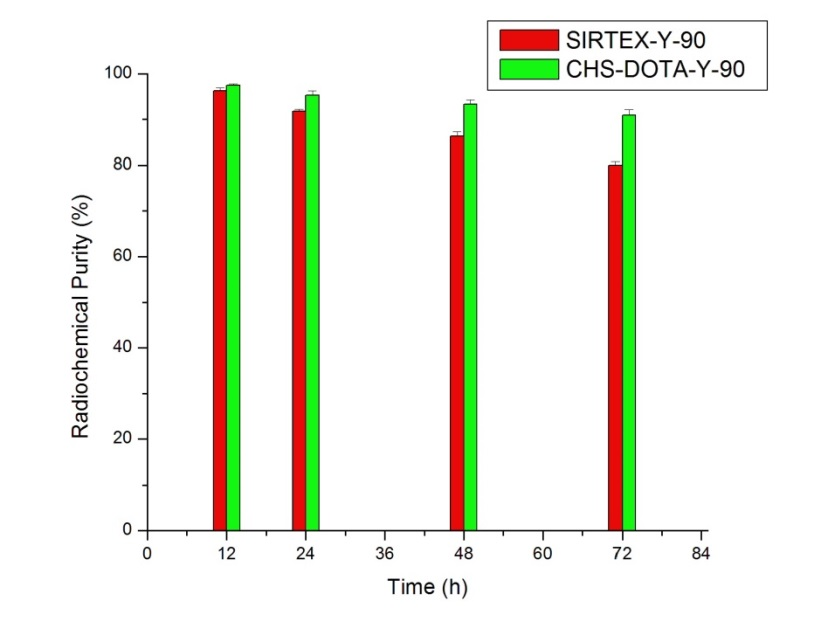 SIRTEX-Y-90
CHS-DOTA-Y-90
100
80
60
40
20
0
Radiochemical Purity (%)
0 12 24 36 48 60 72 84
Time (h)